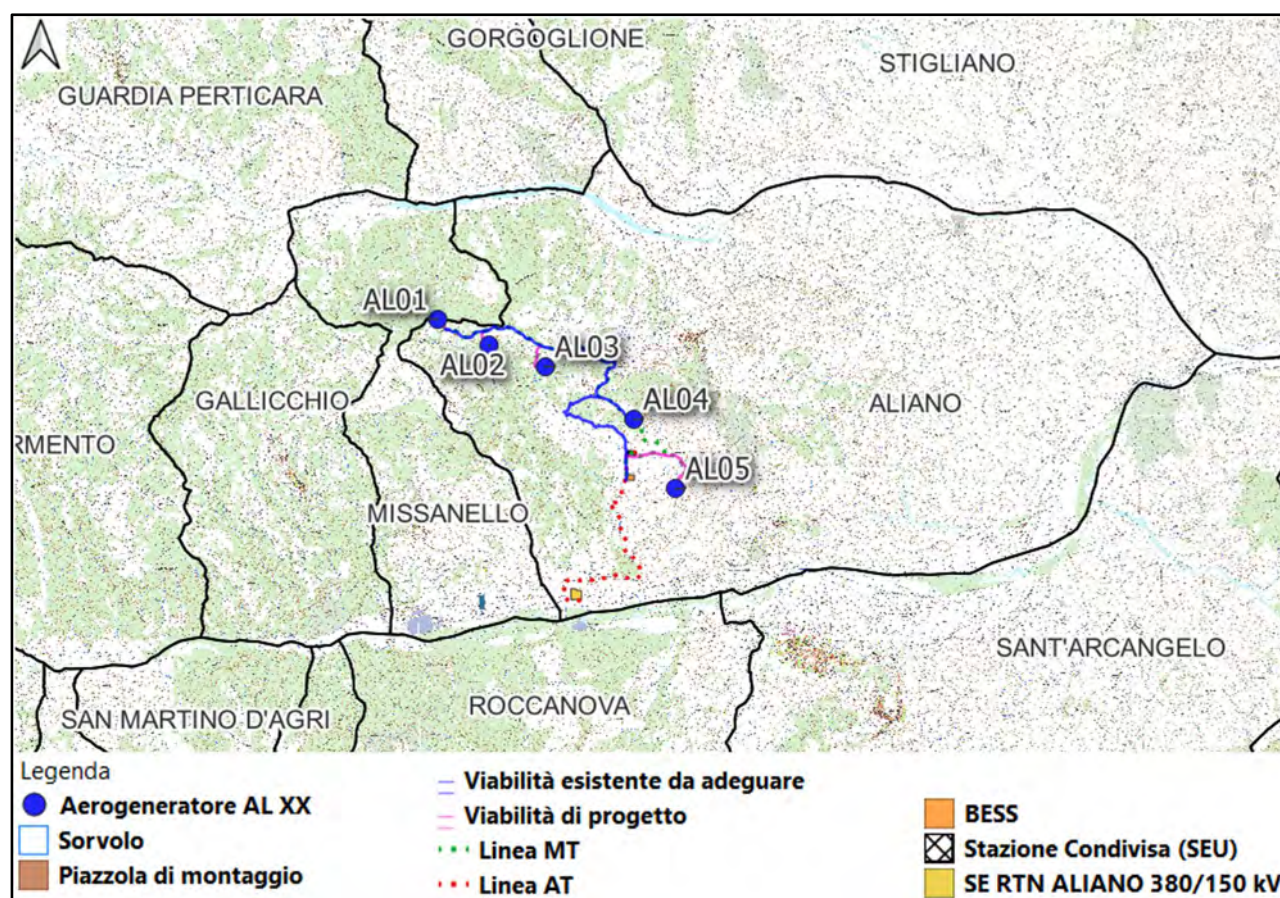 GORGOGLIONE
STIGLIANO
GUARDIA PERTICARA
AL01
AL02
AL03
GALLICCHIO
AL04
ALIANO
RMENTO
AL05
MISSANELLO
SANT'ARCANGELO
ROCCANOVA
SAN MARTINO D'AGRI
Legenda
Aerogeneratore AL XX
Sorvolo
Piazzola di montaggio
Viabilità esistente da adeguare
Viabilità di progetto
Linea MT
Linea AT
BESS
Stazione Condivisa (SEU)
SE RTN ALIANO 380/150 kV